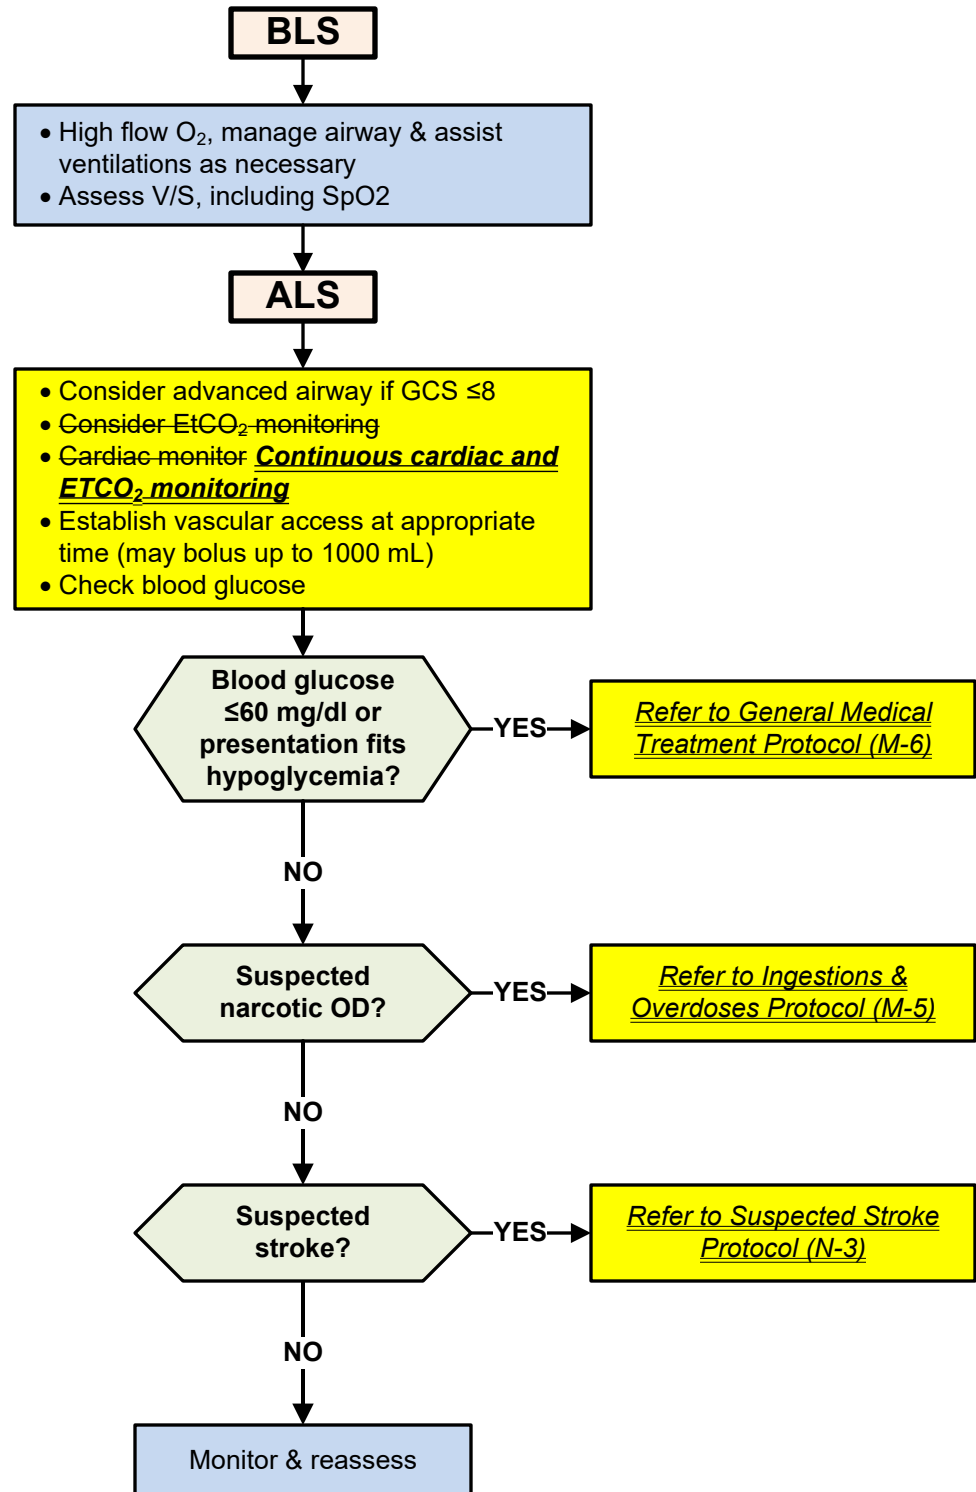 BLS
• High flow O₂, manage airway & assist
ventilations as necessary
• Assess V/S, including SpO2
ALS
• Consider advanced airway if GCS ≤8
• Consider EtCO₂ monitoring
• Cardiac monitor Continuous cardiac and
ETCO₂ monitoring
• Establish vascular access at appropriate
time (may bolus up to 1000 mL)
• Check blood glucose
Blood glucose
≤60 mg/dl or
presentation fits
hypoglycemia?
YES
Refer to General Medical
Treatment Protocol (M-6)
NO
Suspected
narcotic OD?
YES
Refer to Ingestions &
Overdoses Protocol (M-5)
NO
Suspected
stroke?
YES
Refer to Suspected Stroke
Protocol (N-3)
NO
Monitor & reassess